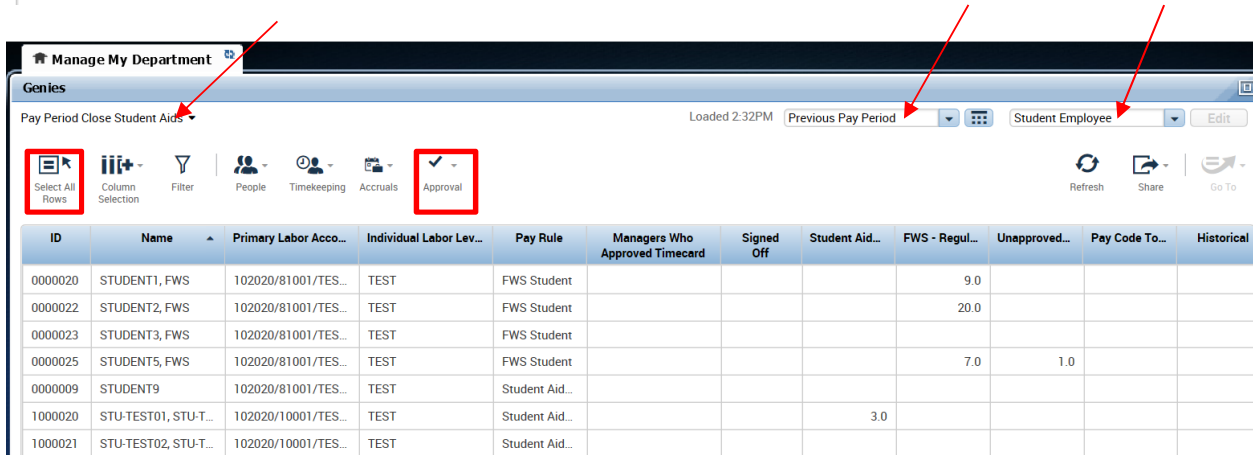 Manage My Department
Genies
Pay Period Close Student Aids
Loaded 2:32PM Previous Pay Period Student Employee Edit
Select All Rows Column Selection Filter People Timekeeping Accruals Approval Refresh Share Go To
ID Name Primary Labor Acco... Individual Labor Lev... Pay Rule Managers Who Approved Timecard Signed Off Student Aid... FWS - Regul... Unapproved... Pay Code To... Historical
0000020 STUDENT1, FWS 102020/81001/TES... TEST FWS Student 9.0
0000022 STUDENT2, FWS 102020/81001/TES... TEST FWS Student 20.0
0000023 STUDENT3, FWS 102020/81001/TES... TEST FWS Student
0000025 STUDENT5, FWS 102020/81001/TES... TEST FWS Student 7.0 1.0
0000009 STUDENT9 102020/81001/TES... TEST Student Aid...
1000020 STU-TEST01, STU-T... 102020/10001/TES... TEST Student Aid... 3.0
1000021 STU-TEST02, STU-T... 102020/10001/TES... TEST Student Aid...